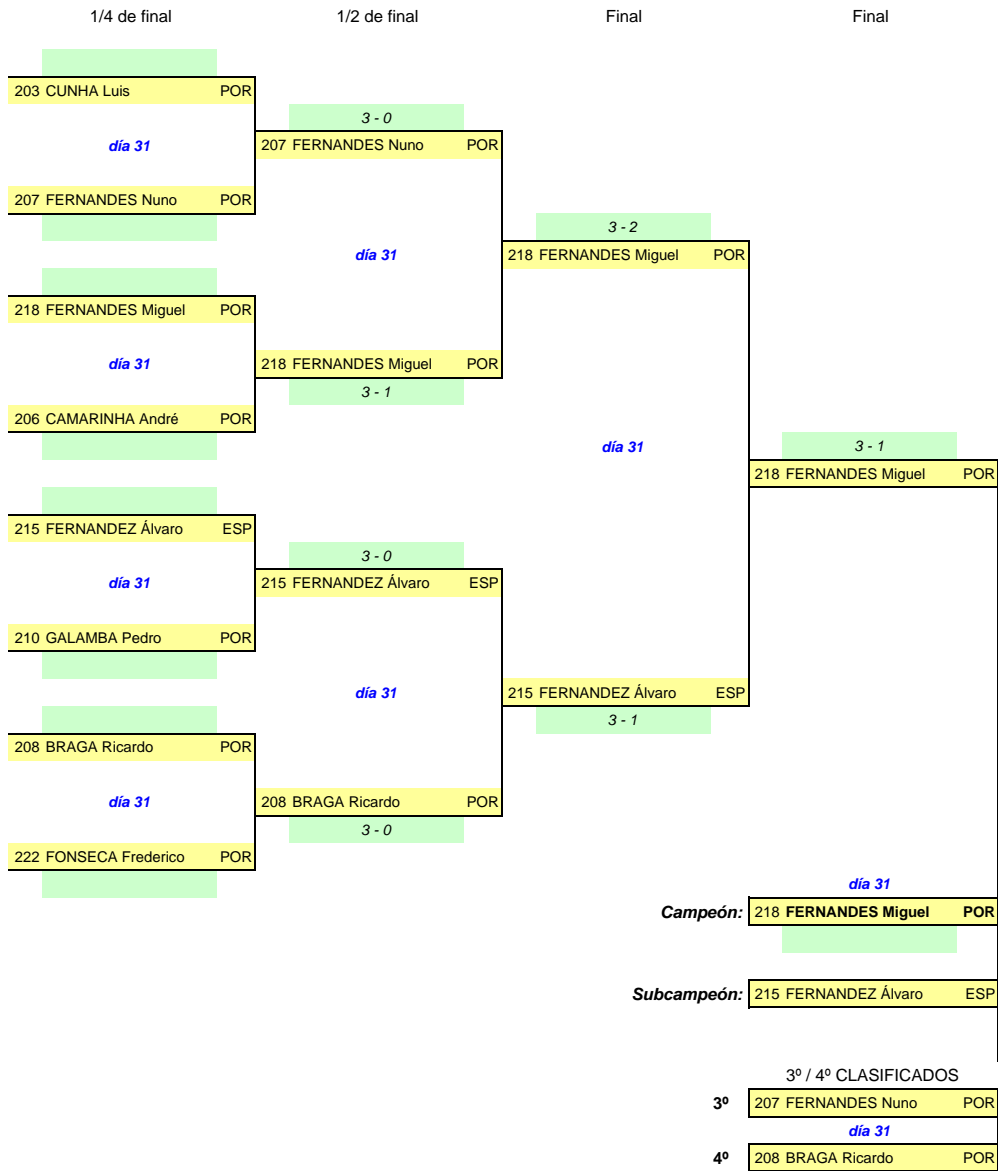 1/4 de final 1/2 de final Final Final
203 CUNHA Luis POR
3 - 0
día 31 207 FERNANDES Nuno POR
207 FERNANDES Nuno POR
3 - 2
día 31 218 FERNANDES Miguel POR
218 FERNANDES Miguel POR
día 31 218 FERNANDES Miguel POR
3 - 1
206 CAMARINHA André POR
día 31 3 - 1
218 FERNANDES Miguel POR
215 FERNANDEZ Álvaro ESP
3 - 0
día 31 215 FERNANDEZ Álvaro ESP
210 GALAMBA Pedro POR
día 31 215 FERNANDEZ Álvaro ESP
3 - 1
208 BRAGA Ricardo POR
día 31 208 BRAGA Ricardo POR
3 - 0
222 FONSECA Frederico POR
día 31
Campeón: 218 FERNANDES Miguel POR
Subcampeón: 215 FERNANDEZ Álvaro ESP
3º / 4º CLASIFICADOS
3º 207 FERNANDES Nuno POR
día 31
4º 208 BRAGA Ricardo POR